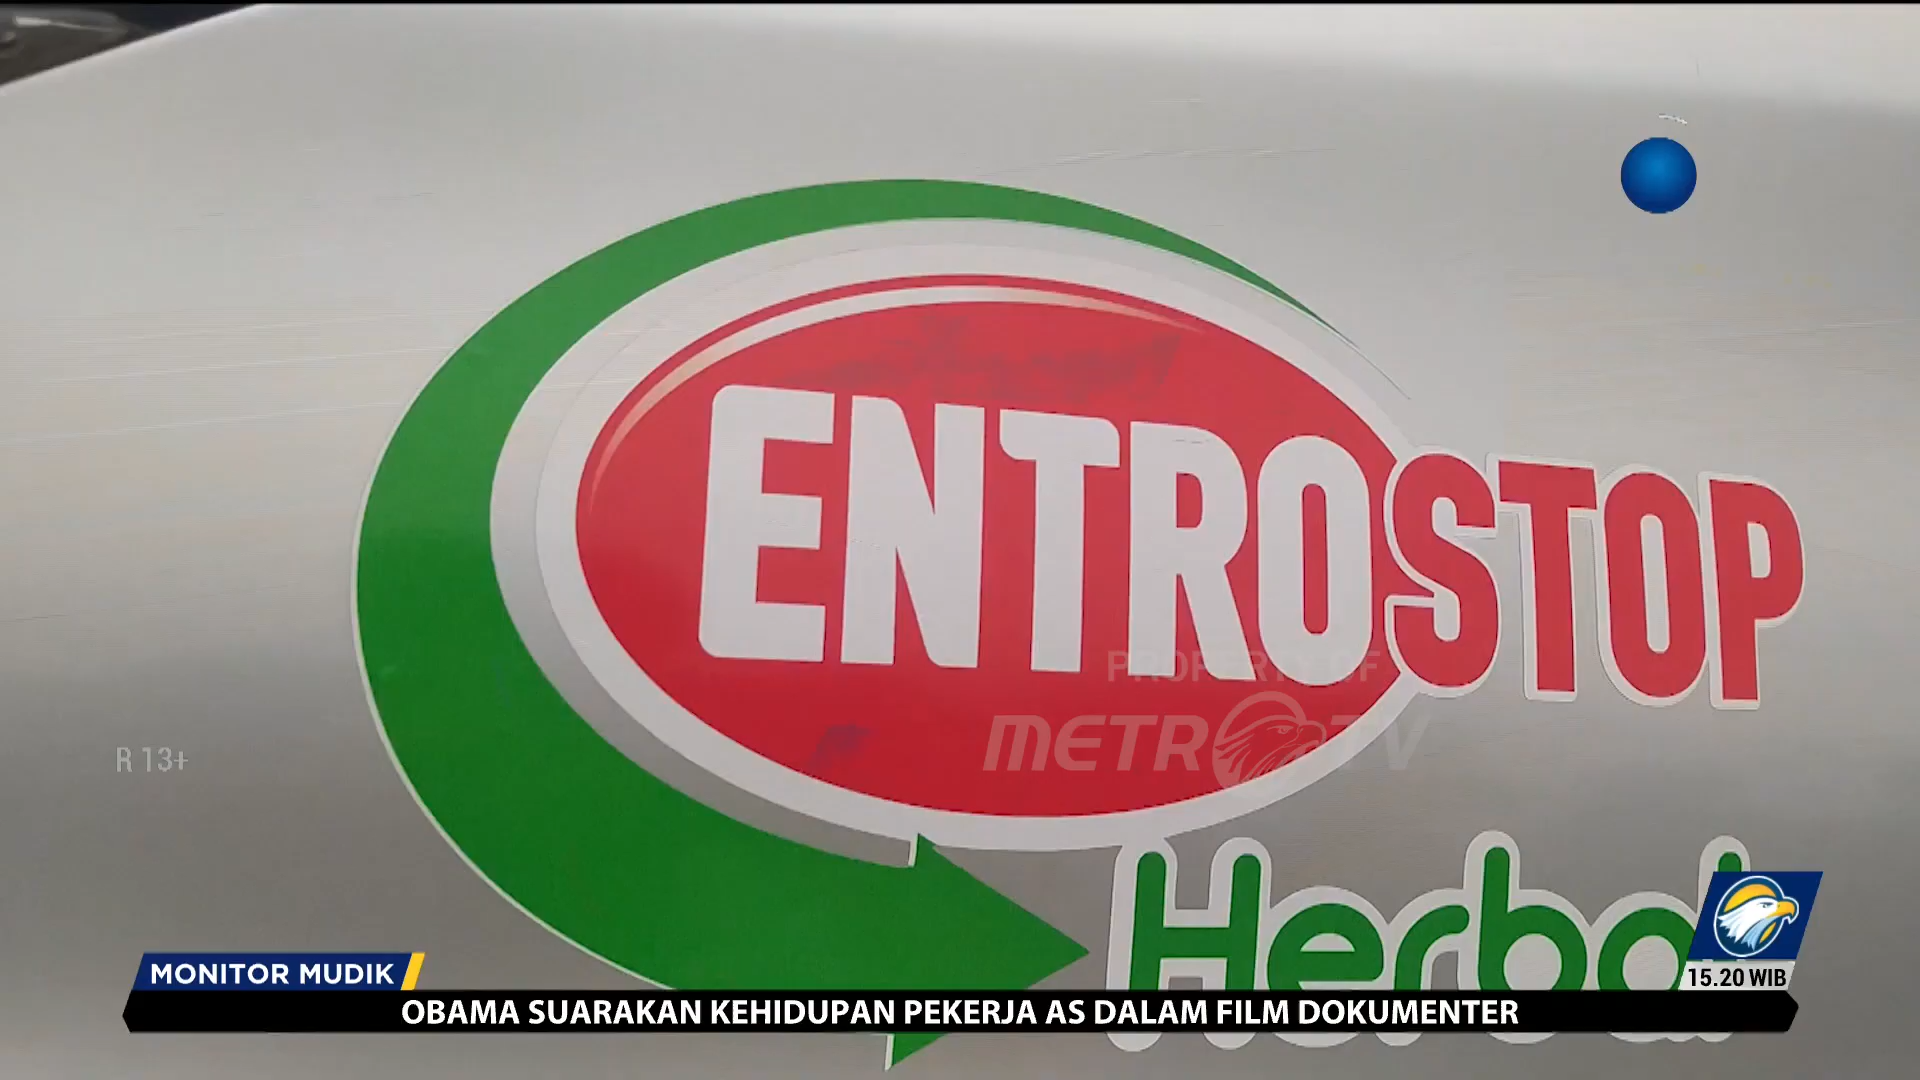 ENTROSTOP
PROPERTY OF
METRO TV
R 13+
Herbal
MONITOR MUDIK
15.20 WIB
OBAMA SUARAKAN KEHIDUPAN PEKERJA AS DALAM FILM DOKUMENTER